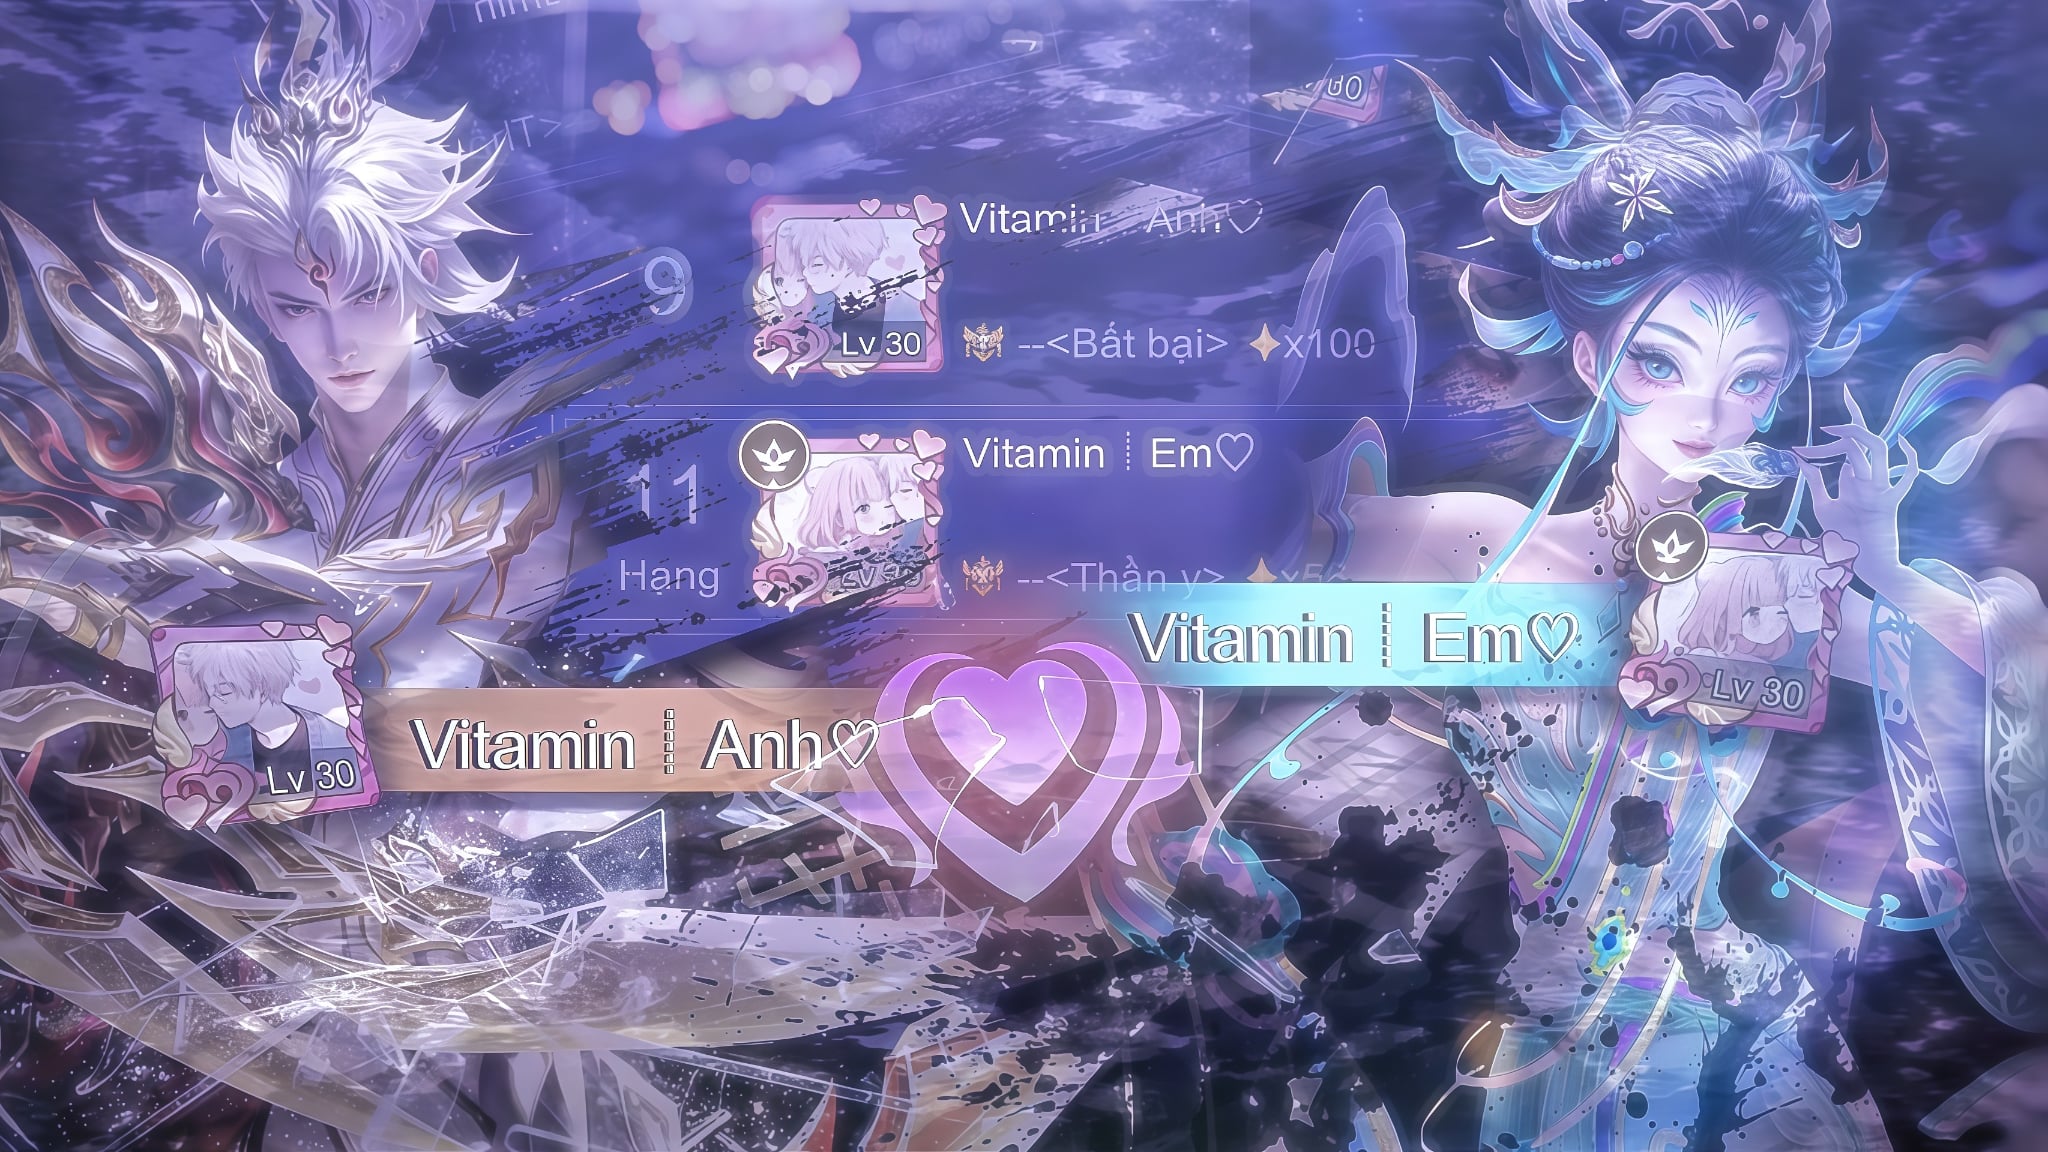 9
Vitamin ┊ Anh♡
Lv 30
--<Bất bại> x100
11
Vitamin ┊ Em♡
Hạng
--<Thần y>
Vitamin ┊ Em♡
Lv 30
Vitamin ┊ Anh♡
Lv 30